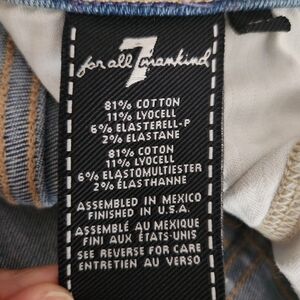 for all 7 mankind
81% COTTON
11% LYOCELL
6% ELASTERELL-P
2% ELASTANE
81% COTON
11% LYOCELL
6% ELASTOMULTIESTER
2% ÉLASTHANNE
ASSEMBLED IN MEXICO
FINISHED IN U.S.A.
ASSEMBLÉ AU MEXIQUE
FINI AUX ÉTATS-UNIS
SEE REVERSE FOR CARE
ENTRETIEN AU VERSO